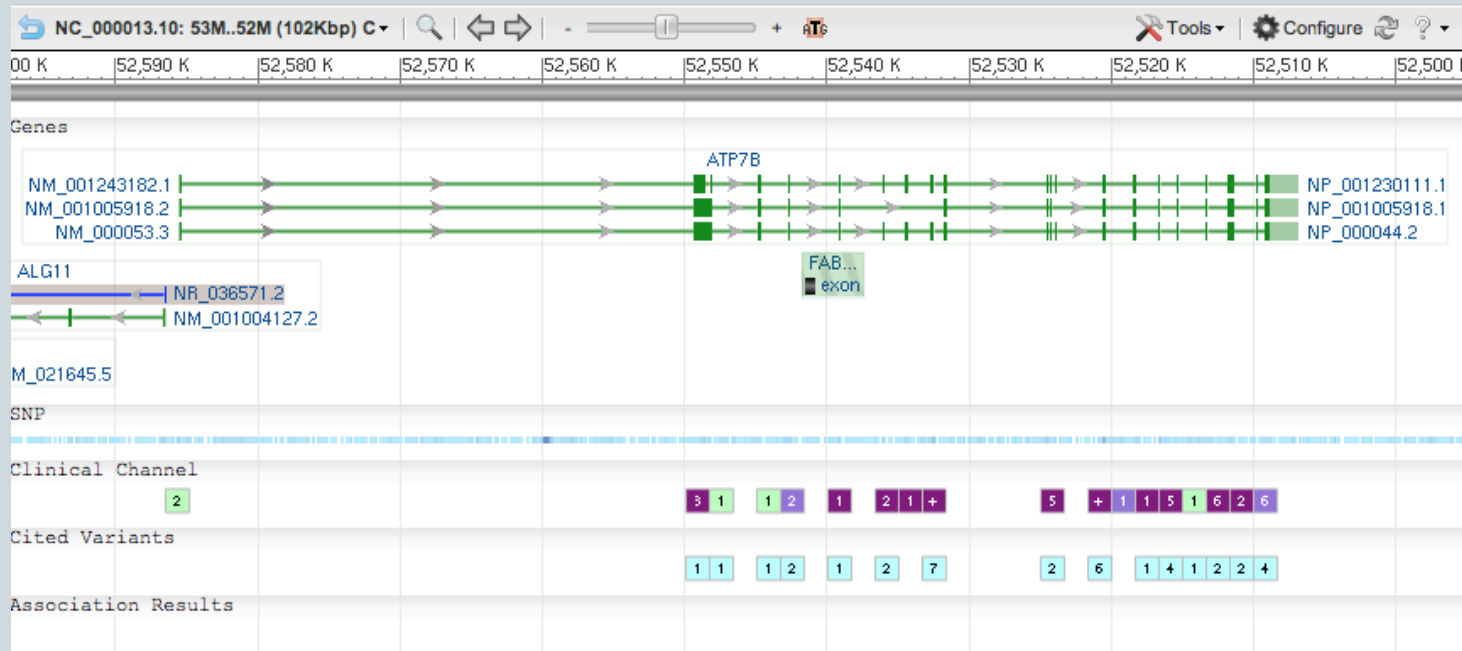 NC_000013.10: 53M..52M (102Kbp) C - + ATG Tools Configure ?
00 K 52,590 K 52,580 K 52,570 K 52,560 K 52,550 K 52,540 K 52,530 K 52,520 K 52,510 K 52,500
Genes
ATP7B
NM_001243182.1 NP_001230111.1
NM_001005918.2 NP_001005918.1
NM_000053.3 NP_000044.2
ALG11 FAB...
NR_036571.2 exon
NM_001004127.2
M_021645.5
SNP
Clinical Channel
2 3 1 1 2 1 2 1 + 5 + 1 1 5 1 6 2 6
Cited Variants
1 1 1 2 1 2 7 2 6 1 4 1 2 2 4
Association Results